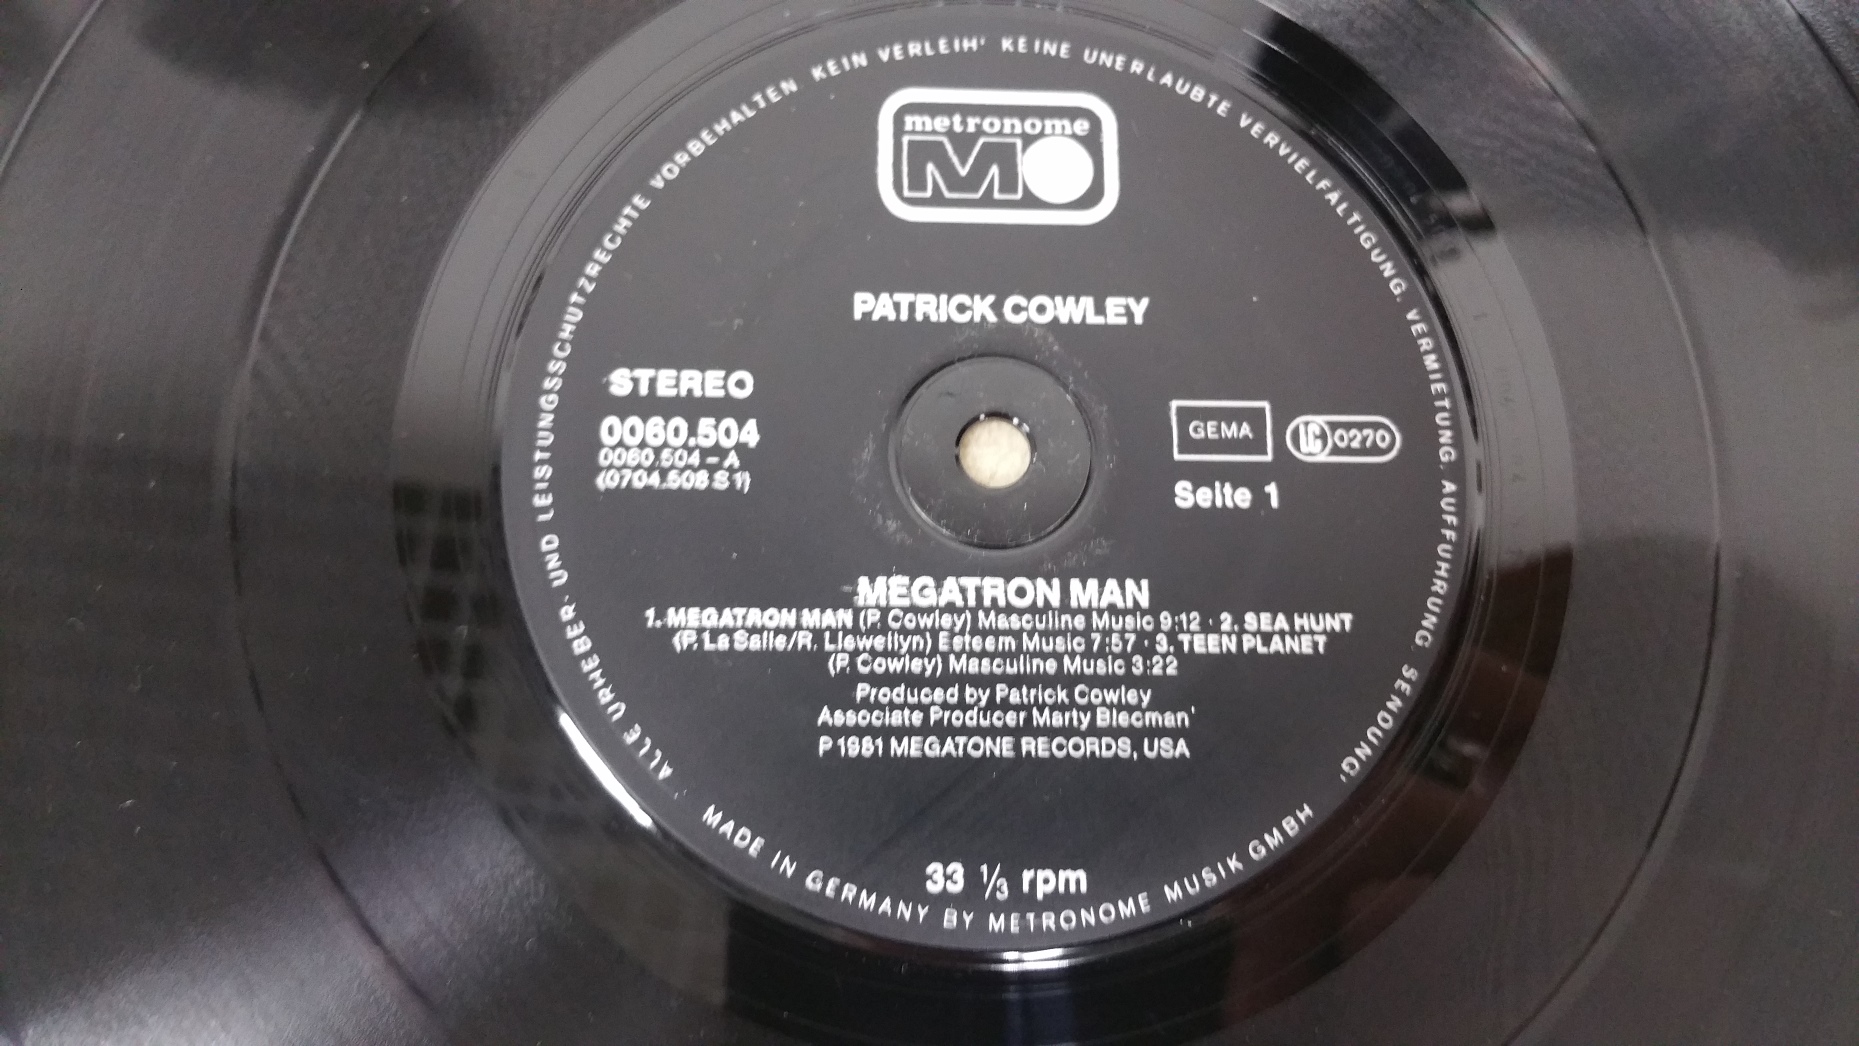 ALLE URHEBER- UND LEISTUNGSSCHUTZRECHTE VORBEHALTEN. KEIN VERLEIH' KEINE UNERLAUBTE VERVIELFÄLTIGUNG. VERMIETUNG. AUFFUHRUNG. SENDUNG'
metronome
MO
PATRICK COWLEY
STEREO
0060.504
0060.504 - A
(0704.508 S 1)
GEMA
LC 0270
Seite 1
MEGATRON MAN
1. MEGATRON MAN (P. Cowley) Masculine Music 9:12 · 2. SEA HUNT
(P. La Salle/R. Llewellyn) Esteem Music 7:57 · 3. TEEN PLANET
(P. Cowley) Masculine Music 3:22
Produced by Patrick Cowley
Associate Producer Marty Blecman'
P 1981 MEGATONE RECORDS, USA
33 1/3 rpm
MADE IN GERMANY BY METRONOME MUSIK GMBH